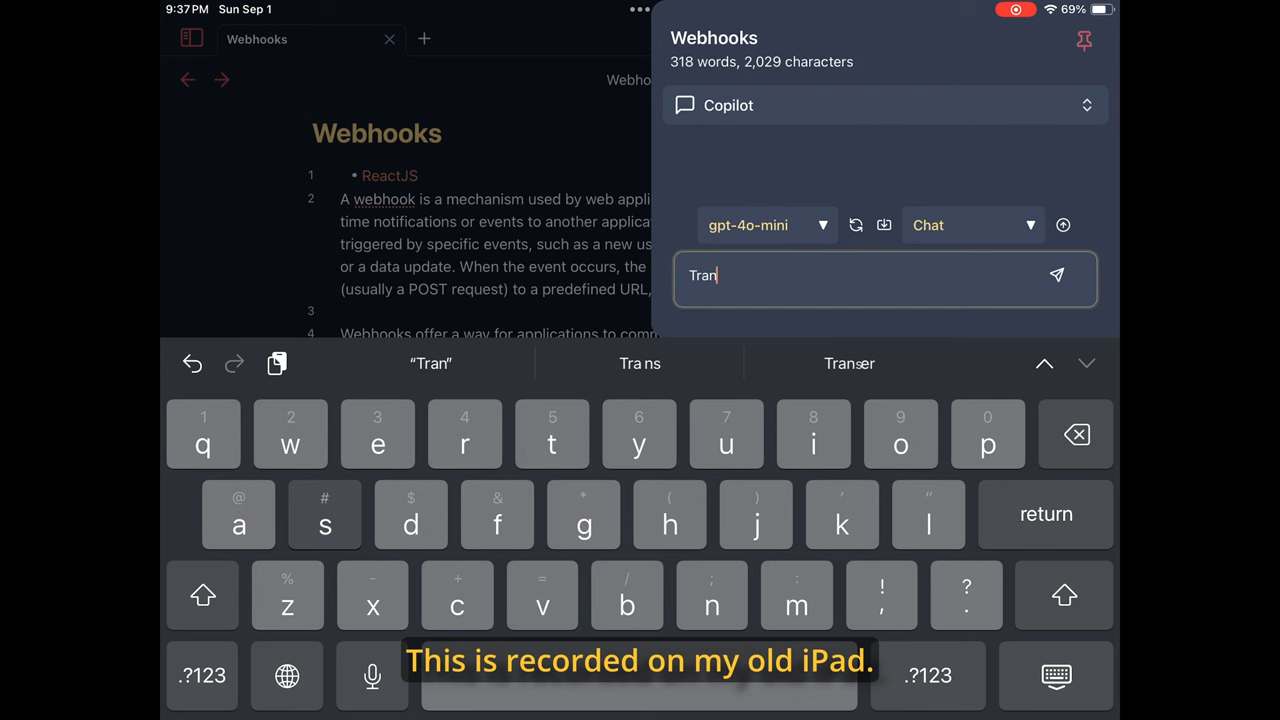 9:37 PM Sun Sep 1
69%
Webhooks
Webho
Webhooks
1 • ReactJS
2 A webhook is a mechanism used by web appli
time notifications or events to another applica
triggered by specific events, such as a new us
or a data update. When the event occurs, the
(usually a POST request) to a predefined URL,
3
4 Webhooks offer a way for applications to comm
Webhooks
318 words, 2,029 characters
Copilot
gpt-4o-mini
Chat
Tran
“Tran” Trans Transer
1 2 3 4 5 6 7 8 9 0
q w e r t y u i o p
@ # $ & * ( ) ' "
a s d f g h j k l return
% - + = / ; : ! ?
z x c v b n m , .
.?123 .?123
This is recorded on my old iPad.